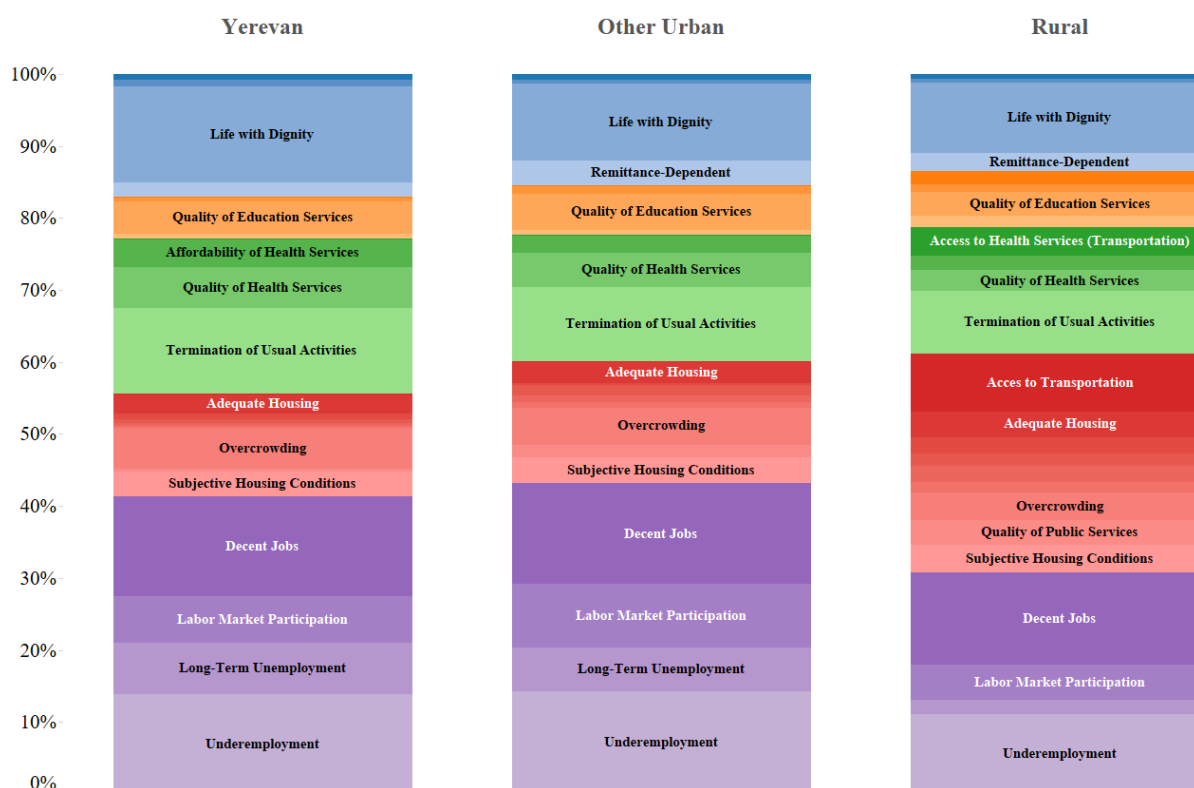 Yerevan
Other Urban
Rural
100%
90%
80%
70%
60%
50%
40%
30%
20%
10%
0%
Life with Dignity
Quality of Education Services
Affordability of Health Services
Quality of Health Services
Termination of Usual Activities
Adequate Housing
Overcrowding
Subjective Housing Conditions
Decent Jobs
Labor Market Participation
Long-Term Unemployment
Underemployment
Life with Dignity
Remittance-Dependent
Quality of Education Services
Quality of Health Services
Termination of Usual Activities
Adequate Housing
Overcrowding
Subjective Housing Conditions
Decent Jobs
Labor Market Participation
Long-Term Unemployment
Underemployment
Life with Dignity
Remittance-Dependent
Quality of Education Services
Access to Health Services (Transportation)
Quality of Health Services
Termination of Usual Activities
Acces to Transportation
Adequate Housing
Overcrowding
Quality of Public Services
Subjective Housing Conditions
Decent Jobs
Labor Market Participation
Underemployment